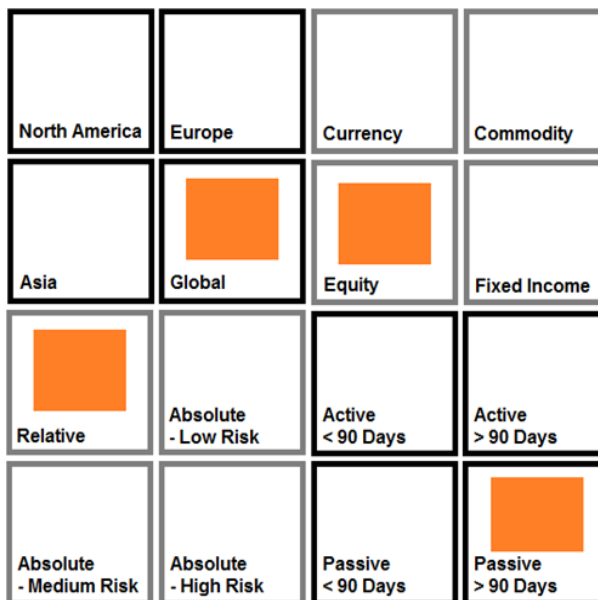 North America
Europe
Currency
Commodity
Asia
Global
Equity
Fixed Income
Relative
Absolute
- Low Risk
Active
< 90 Days
Active
> 90 Days
Absolute
- Medium Risk
Absolute
- High Risk
Passive
< 90 Days
Passive
> 90 Days